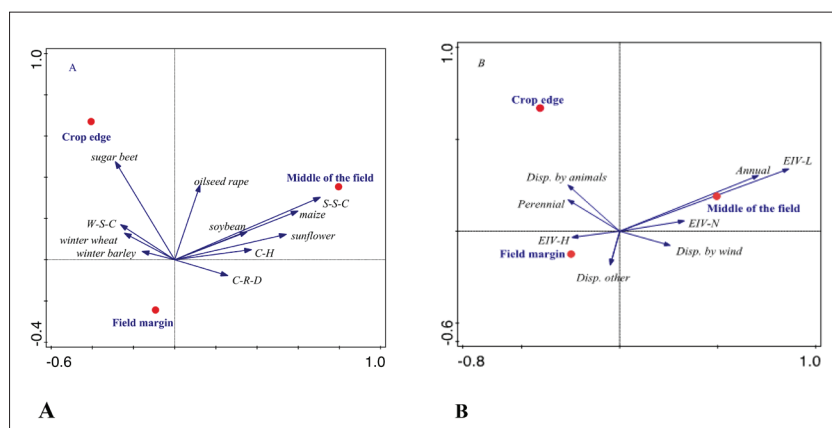 A
1.0
Crop edge
sugar beet
oilseed rape
Middle of the field
S-S-C
maize
W-S-C
soybean
winter wheat
sunflower
winter barley
C-H
C-R-D
Field margin
-0.4
-0.6
1.0
A
B
1.0
Crop edge
EIV-L
Annual
Disp. by animals
Perennial
Middle of the field
EIV-N
EIV-H
Disp. by wind
Field margin
Disp. other
-0.6
-0.8
1.0
B